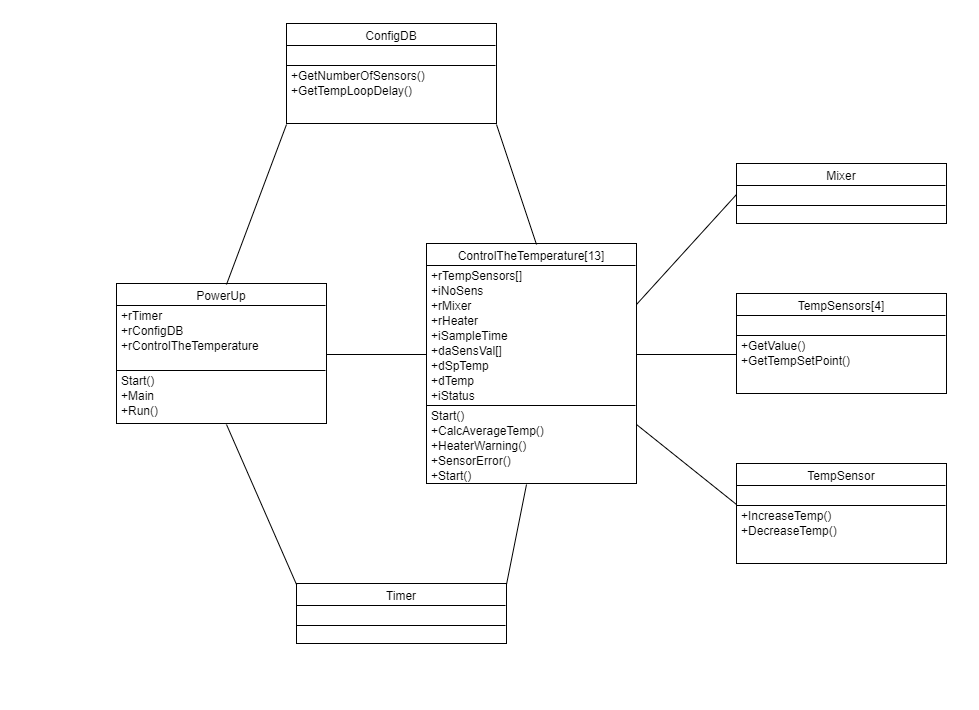 ConfigDB
+GetNumberOfSensors()
+GetTempLoopDelay()
Mixer
ControlTheTemperature[13]
+rTempSensors[]
+iNoSens
+rMixer
+rHeater
+iSampleTime
+daSensVal[]
+dSpTemp
+dTemp
+iStatus
Start()
+CalcAverageTemp()
+HeaterWarning()
+SensorError()
+Start()
PowerUp
+rTimer
+rConfigDB
+rControlTheTemperature
Start()
+Main
+Run()
TempSensors[4]
+GetValue()
+GetTempSetPoint()
TempSensor
+IncreaseTemp()
+DecreaseTemp()
Timer